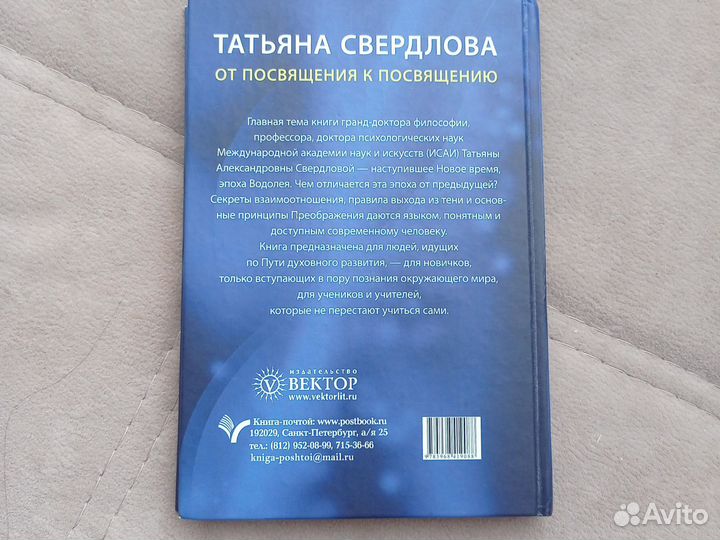 ТАТЬЯНА СВЕРДЛОВА
ОТ ПОСВЯЩЕНИЯ К ПОСВЯЩЕНИЮ
Главная тема книги гранд-доктора философии,
профессора, доктора психологических наук
Международной академии наук и искусств (ИСАИ) Татьяны
Александровны Свердловой — наступившее Новое время,
эпоха Водолея. Чем отличается эта эпоха от предыдущей?
Секреты взаимоотношения, правила выхода из тени и основ-
ные принципы Преображения даются языком, понятным и
доступным современному человеку.
Книга предназначена для людей, идущих
по Пути духовного развития, — для новичков,
только вступающих в пору познания окружающего мира,
для учеников и учителей,
которые не перестают учиться сами.
издательство
V ВЕКТОР
www.vektorlit.ru
Книга-почтой: www.postbook.ru
192029, Санкт-Петербург, а/я 25
тел.: (812) 952-08-99, 715-36-66
kniga-poshtoi@mail.ru
Avito